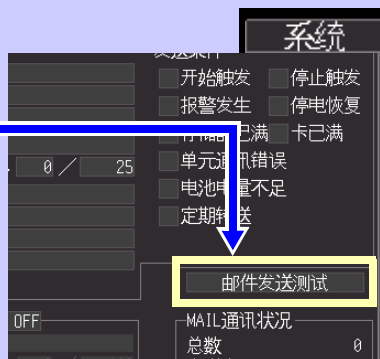 系统
发送条件
开始触发 停止触发
报警发生 停电恢复
已满 卡已满
0 / 25
单元通讯错误
电池电量不足
定期转送
邮件发送测试
OFF
MAIL通讯状况
总数 0